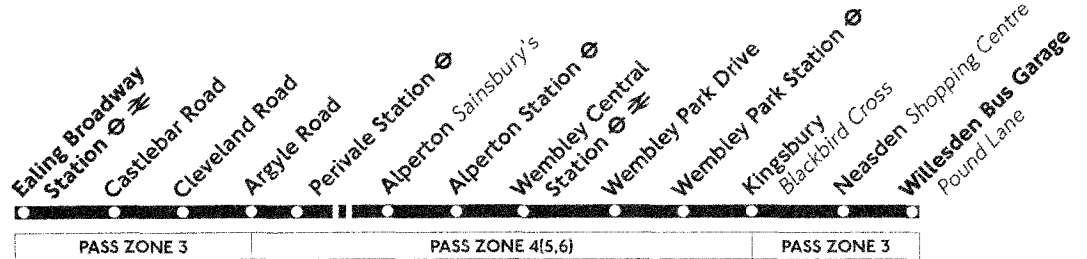 Ealing Broadway
Station
Castlebar Road
Cleveland Road
Argyle Road
Perivale Station
Alperton Sainsbury's
Alperton Station
Wembley Central
Station
Wembley Park Drive
Wembley Park Station
Kingsbury
Blackbird Cross
Neasden Shopping Centre
Willesden Bus Garage
Pound Lane
PASS ZONE 3
PASS ZONE 4(5,6)
PASS ZONE 3